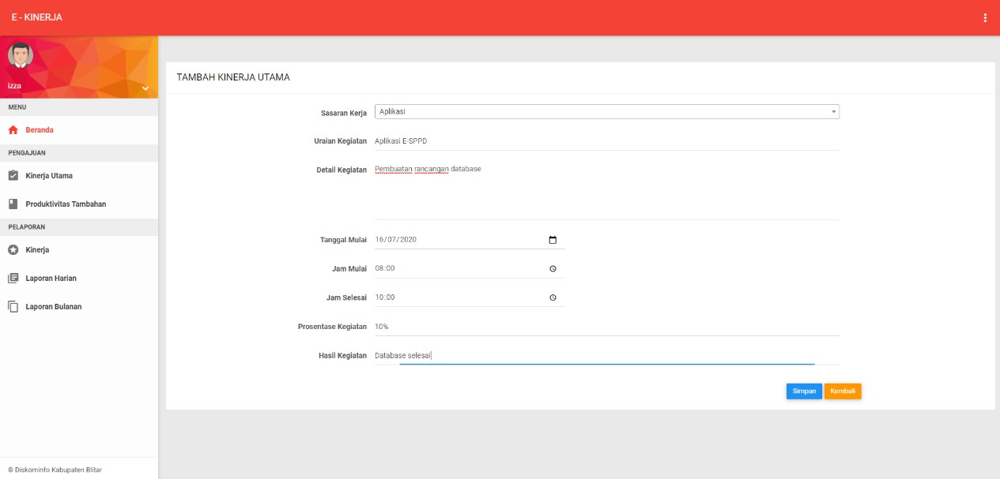 E - KINERJA
izza
MENU
Beranda
PENGAJUAN
Kinerja Utama
Produktivitas Tambahan
PELAPORAN
Kinerja
Laporan Harian
Laporan Bulanan
© Diskominfo Kabupaten Blitar
TAMBAH KINERJA UTAMA
Sasaran Kerja Aplikasi
Uraian Kegiatan Aplikasi E-SPPD
Detail Kegiatan Pembuatan rancangan database
Tanggal Mulai 16/07/2020
Jam Mulai 08:00
Jam Selesai 10:00
Prosentase Kegiatan 10%
Hasil Kegiatan Database selesai
Simpan Kembali